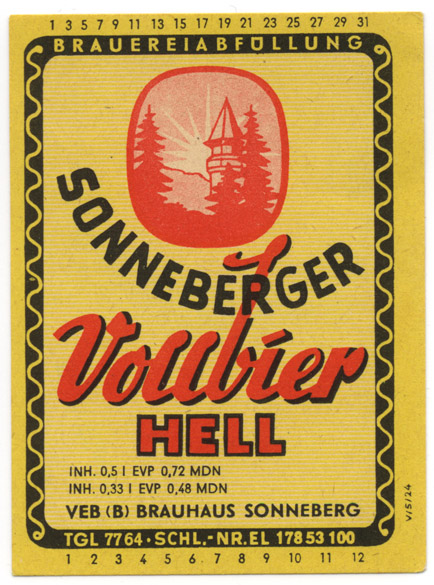 1 3 5 7 9 11 13 15 17 19 21 23 25 27 29 31
BRAUEREIABFÜLLUNG
SONNEBERGER
Vollbier
HELL
INH. 0,5 l EVP 0,72 MDN
INH. 0,33 l EVP 0,48 MDN
VEB (B) BRAUHAUS SONNEBERG
V/5/24
TGL 7764 · SCHL.-NR. EL 178 53 100
1 2 3 4 5 6 7 8 9 10 11 12